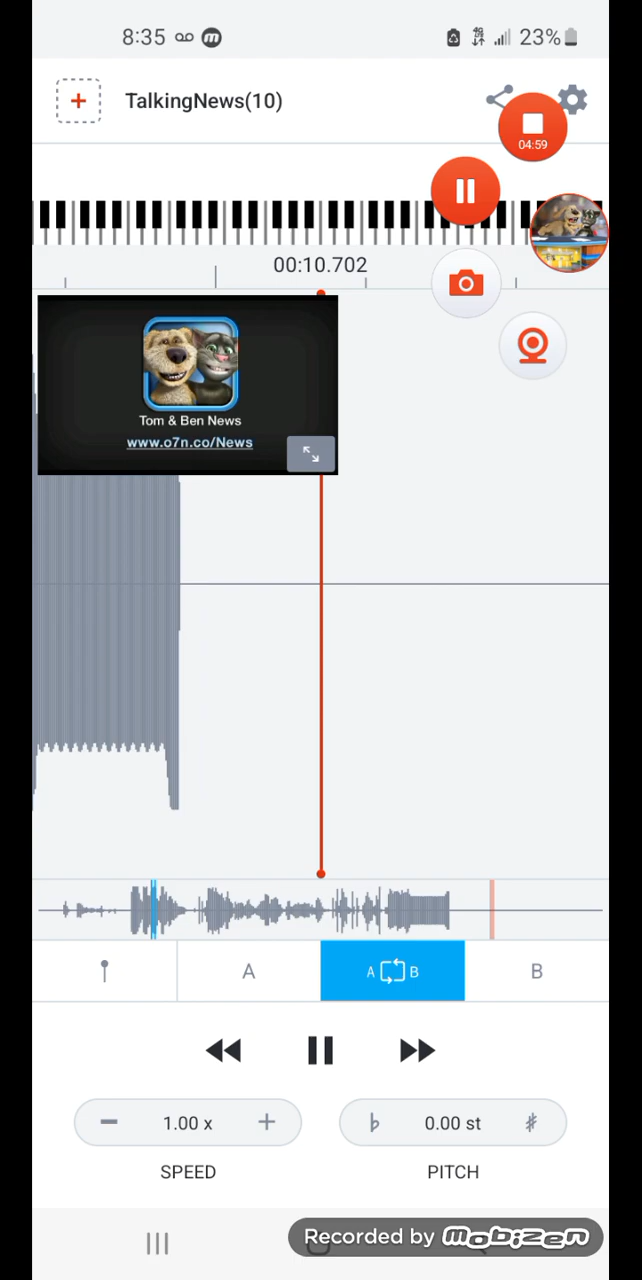 8:35
4G
23%
TalkingNews(10)
04:59
00:10.702
Tom & Ben News
www.o7n.co/News
A
A B
B
1.00 x
0.00 st
SPEED
PITCH
Recorded by mobizen